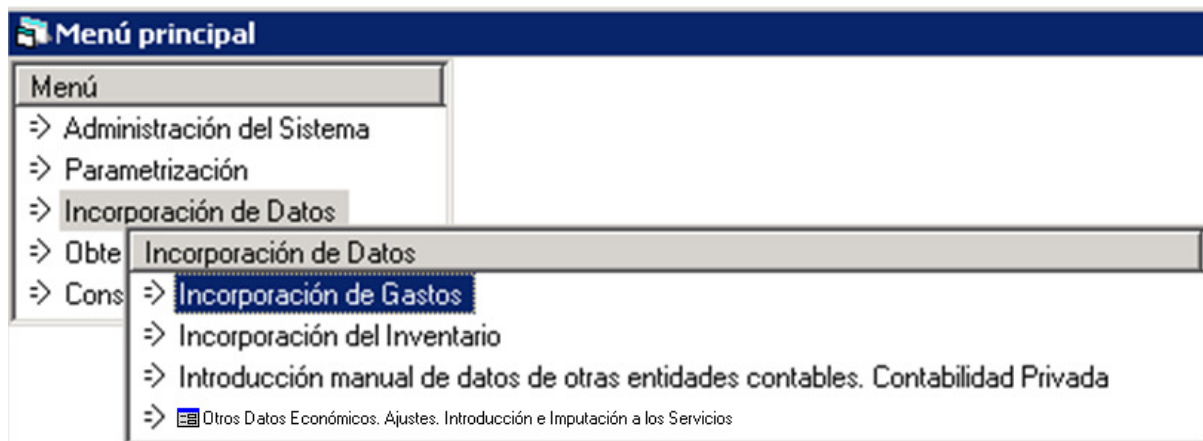 Menú principal
Menú
Administración del Sistema
Parametrización
Incorporación de Datos
Obte
Cons
Incorporación de Datos
Incorporación de Gastos
Incorporación del Inventario
Introducción manual de datos de otras entidades contables. Contabilidad Privada
Otros Datos Económicos. Ajustes. Introducción e Imputación a los Servicios